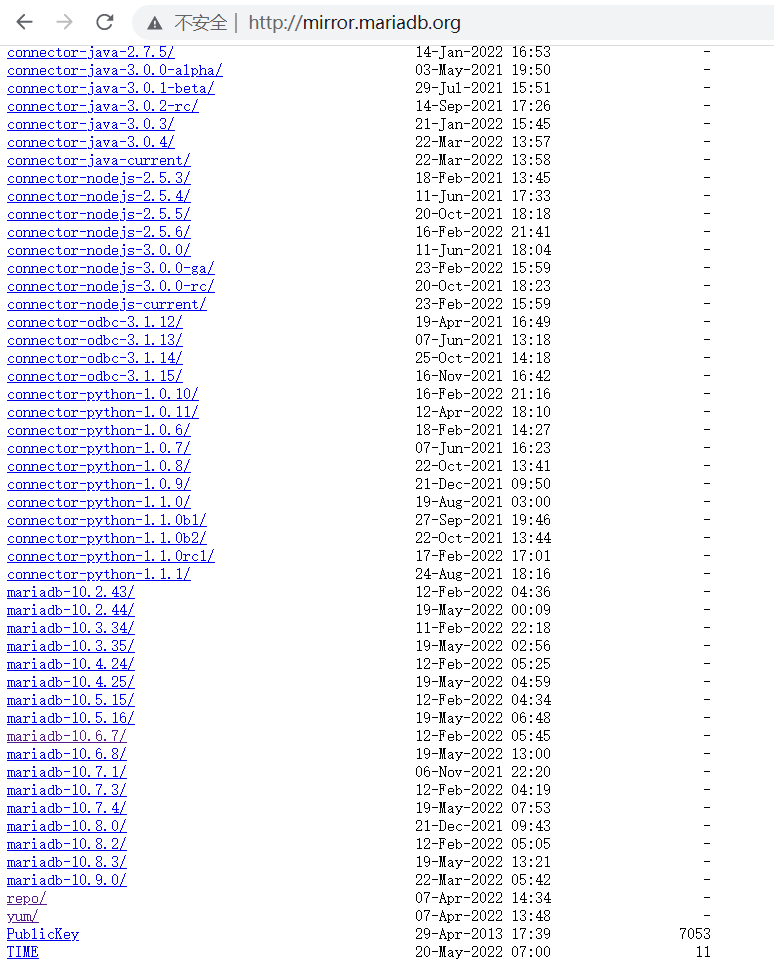 不安全 | http://mirror.mariadb.org
connector-java-2.7.5/ 14-Jan-2022 16:53 -
connector-java-3.0.0-alpha/ 03-May-2021 19:50 -
connector-java-3.0.1-beta/ 29-Jul-2021 15:51 -
connector-java-3.0.2-rc/ 14-Sep-2021 17:26 -
connector-java-3.0.3/ 21-Jan-2022 15:45 -
connector-java-3.0.4/ 22-Mar-2022 13:57 -
connector-java-current/ 22-Mar-2022 13:58 -
connector-nodejs-2.5.3/ 18-Feb-2021 13:45 -
connector-nodejs-2.5.4/ 11-Jun-2021 17:33 -
connector-nodejs-2.5.5/ 20-Oct-2021 18:18 -
connector-nodejs-2.5.6/ 16-Feb-2022 21:41 -
connector-nodejs-3.0.0/ 11-Jun-2021 18:04 -
connector-nodejs-3.0.0-ga/ 23-Feb-2022 15:59 -
connector-nodejs-3.0.0-rc/ 20-Oct-2021 18:23 -
connector-nodejs-current/ 23-Feb-2022 15:59 -
connector-odbc-3.1.12/ 19-Apr-2021 16:49 -
connector-odbc-3.1.13/ 07-Jun-2021 13:18 -
connector-odbc-3.1.14/ 25-Oct-2021 14:18 -
connector-odbc-3.1.15/ 16-Nov-2021 16:42 -
connector-python-1.0.10/ 16-Feb-2022 21:16 -
connector-python-1.0.11/ 12-Apr-2022 18:10 -
connector-python-1.0.6/ 18-Feb-2021 14:27 -
connector-python-1.0.7/ 07-Jun-2021 16:23 -
connector-python-1.0.8/ 22-Oct-2021 13:41 -
connector-python-1.0.9/ 21-Dec-2021 09:50 -
connector-python-1.1.0/ 19-Aug-2021 03:00 -
connector-python-1.1.0b1/ 27-Sep-2021 19:46 -
connector-python-1.1.0b2/ 22-Oct-2021 13:44 -
connector-python-1.1.0rc1/ 17-Feb-2022 17:01 -
connector-python-1.1.1/ 24-Aug-2021 18:16 -
mariadb-10.2.43/ 12-Feb-2022 04:36 -
mariadb-10.2.44/ 19-May-2022 00:09 -
mariadb-10.3.34/ 11-Feb-2022 22:18 -
mariadb-10.3.35/ 19-May-2022 02:56 -
mariadb-10.4.24/ 12-Feb-2022 05:25 -
mariadb-10.4.25/ 19-May-2022 04:59 -
mariadb-10.5.15/ 12-Feb-2022 04:34 -
mariadb-10.5.16/ 19-May-2022 06:48 -
mariadb-10.6.7/ 12-Feb-2022 05:45 -
mariadb-10.6.8/ 19-May-2022 13:00 -
mariadb-10.7.1/ 06-Nov-2021 22:20 -
mariadb-10.7.3/ 12-Feb-2022 04:19 -
mariadb-10.7.4/ 19-May-2022 07:53 -
mariadb-10.8.0/ 21-Dec-2021 09:43 -
mariadb-10.8.2/ 12-Feb-2022 05:05 -
mariadb-10.8.3/ 19-May-2022 13:21 -
mariadb-10.9.0/ 22-Mar-2022 05:42 -
repo/ 07-Apr-2022 14:34 -
yum/ 07-Apr-2022 13:48 -
PublicKey 29-Apr-2013 17:39 7053
TIME 20-May-2022 07:00 11